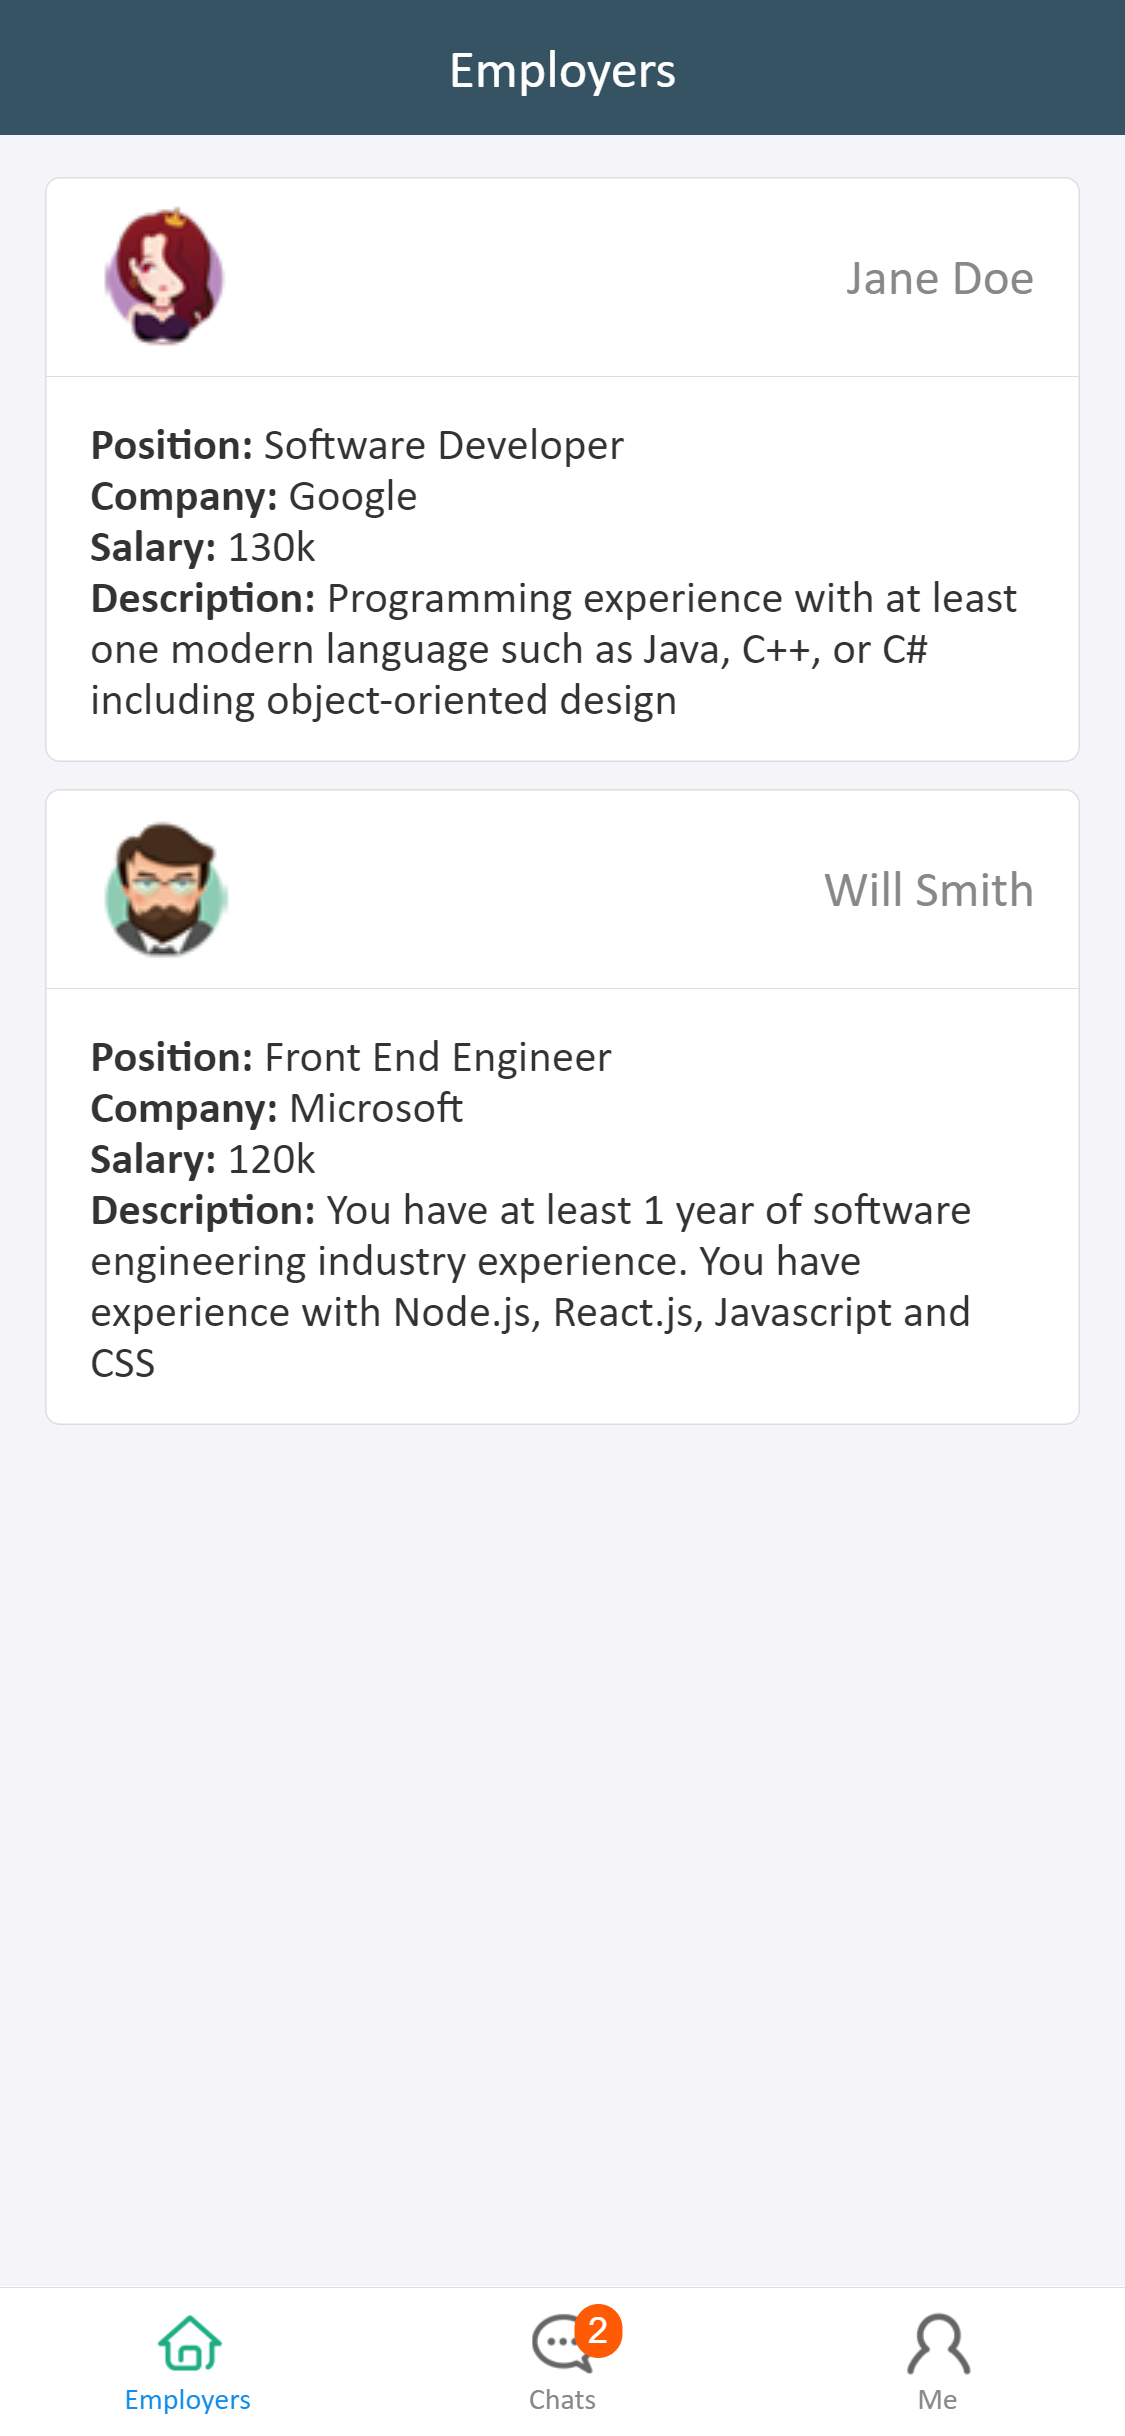 Employers
Jane Doe
Position: Software Developer
Company: Google
Salary: 130k
Description: Programming experience with at least
one modern language such as Java, C++, or C#
including object-oriented design
Will Smith
Position: Front End Engineer
Company: Microsoft
Salary: 120k
Description: You have at least 1 year of software
engineering industry experience. You have
experience with Node.js, React.js, Javascript and
CSS
2
Employers
Chats
Me